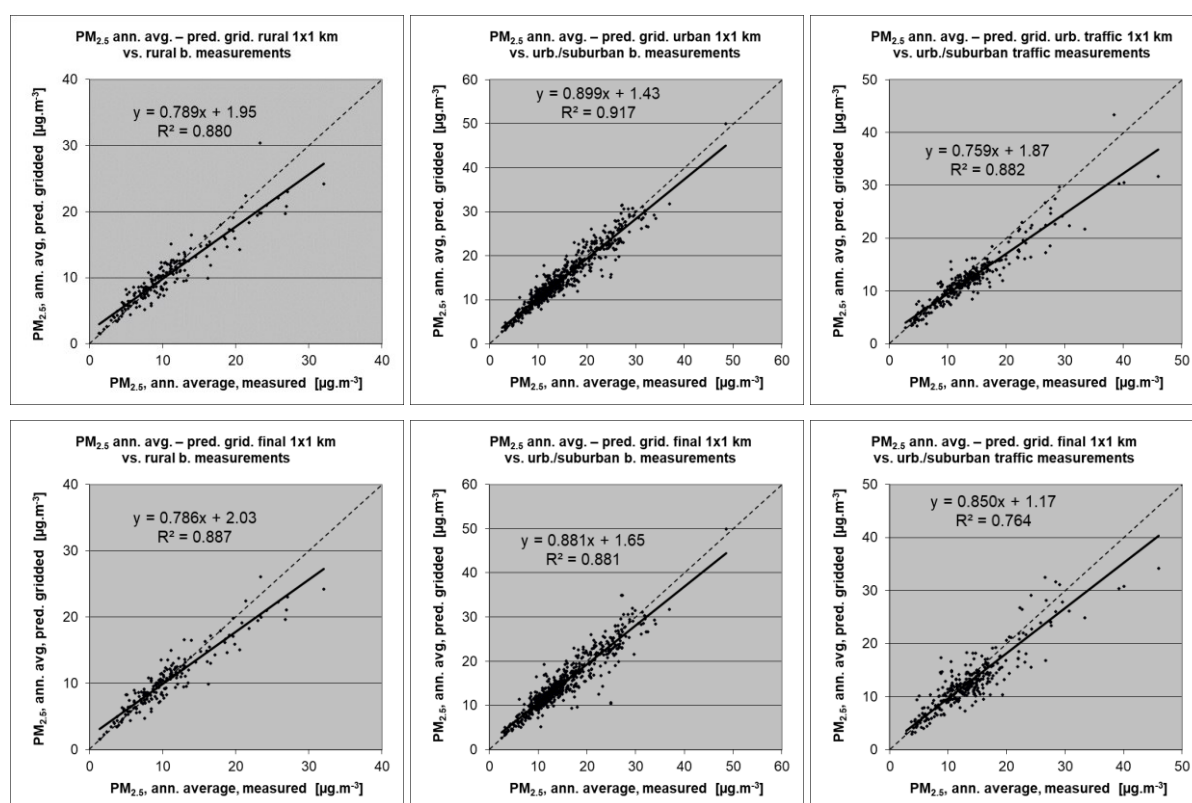 PM₂.₅ ann. avg. – pred. grid. rural 1x1 km
vs. rural b. measurements
PM₂.₅, ann. avg, pred. gridded [µg.m⁻³]
40
30
20
10
0
y = 0.789x + 1.95
R² = 0.880
0 10 20 30 40
PM₂.₅, ann. average, measured [µg.m⁻³]
PM₂.₅ ann. avg. – pred. grid. urban 1x1 km
vs. urb./suburban b. measurements
PM₂.₅, ann. avg, pred. gridded [µg.m⁻³]
60
50
40
30
20
10
0
y = 0.899x + 1.43
R² = 0.917
0 10 20 30 40 50 60
PM₂.₅, ann. average, measured [µg.m⁻³]
PM₂.₅ ann. avg. – pred. grid. urb. traffic 1x1 km
vs. urb./suburban traffic measurements
PM₂.₅, ann. avg, pred. gridded [µg.m⁻³]
50
40
30
20
10
0
y = 0.759x + 1.87
R² = 0.882
0 10 20 30 40 50
PM₂.₅, ann. average, measured [µg.m⁻³]
PM₂.₅ ann. avg. – pred. grid. final 1x1 km
vs. rural b. measurements
PM₂.₅, ann. avg, pred. gridded [µg.m⁻³]
40
30
20
10
0
y = 0.786x + 2.03
R² = 0.887
0 10 20 30 40
PM₂.₅, ann. average, measured [µg.m⁻³]
PM₂.₅ ann. avg. – pred. grid. final 1x1 km
vs. urb./suburban b. measurements
PM₂.₅, ann. avg, pred. gridded [µg.m⁻³]
60
50
40
30
20
10
0
y = 0.881x + 1.65
R² = 0.881
0 10 20 30 40 50 60
PM₂.₅, ann. average, measured [µg.m⁻³]
PM₂.₅ ann. avg. – pred. grid. final 1x1 km
vs. urb./suburban traffic measurements
PM₂.₅, ann. avg, pred. gridded [µg.m⁻³]
50
40
30
20
10
0
y = 0.850x + 1.17
R² = 0.764
0 10 20 30 40 50
PM₂.₅, ann. average, measured [µg.m⁻³]